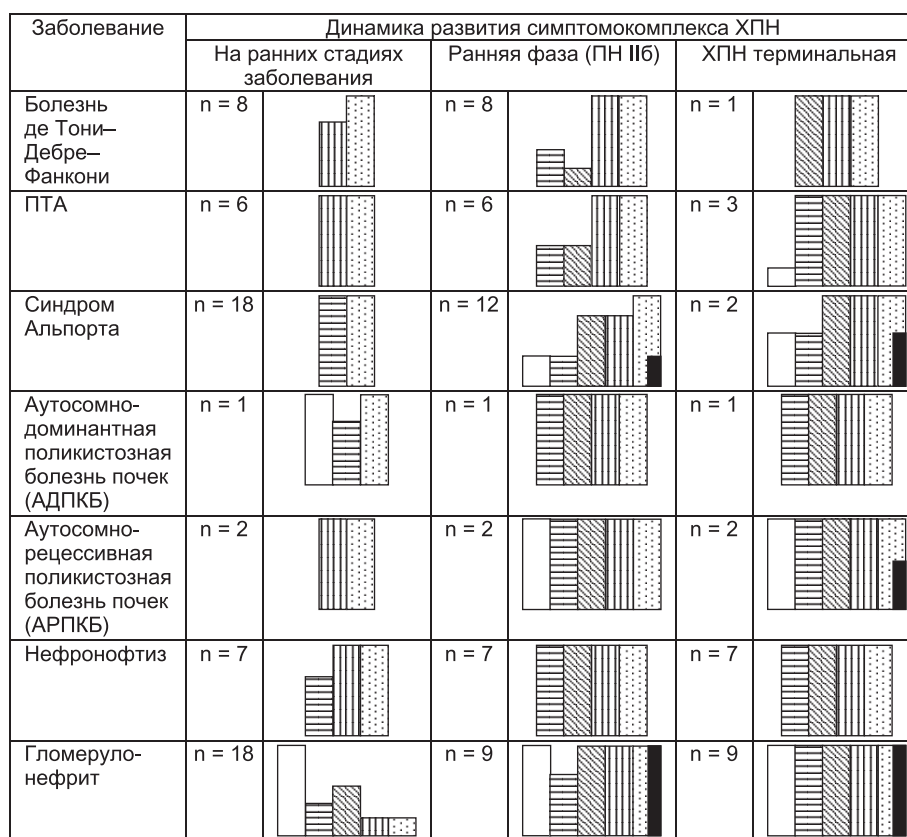 Заболевание
Динамика развития симптомокомплекса ХПН
На ранних стадиях
заболевания
Ранняя фаза (ПН IIб)
ХПН терминальная
Болезнь
де Тони–
Дебре–
Фанкони
n = 8
n = 8
n = 1
ПТА
n = 6
n = 6
n = 3
Синдром
Альпорта
n = 18
n = 12
n = 2
Аутосомно-
доминантная
поликистозная
болезнь почек
(АДПКБ)
n = 1
n = 1
n = 1
Аутосомно-
рецессивная
поликистозная
болезнь почек
(АРПКБ)
n = 2
n = 2
n = 2
Нефронофтиз
n = 7
n = 7
n = 7
Гломеруло-
нефрит
n = 18
n = 9
n = 9